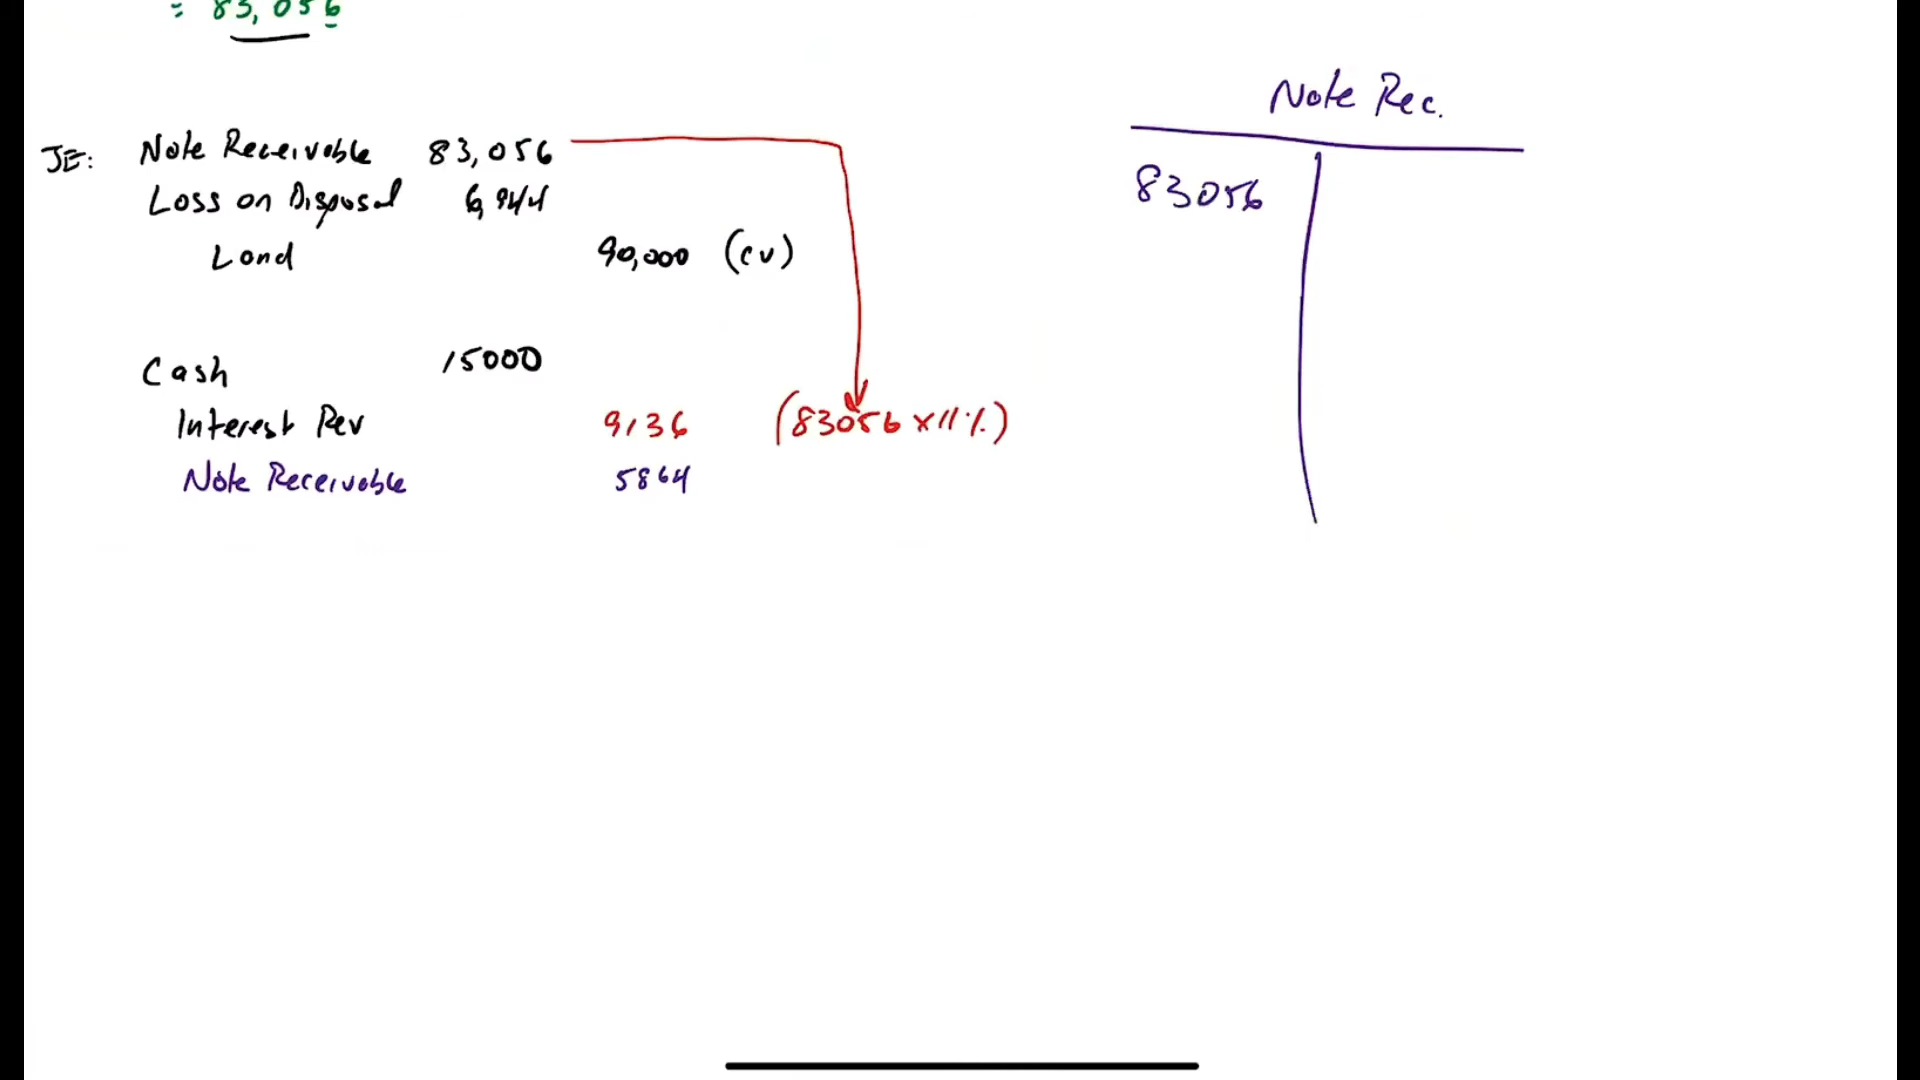 = 83,056
JE: Note Receivable 83,056
Loss on Disposal 6,944
Land 90,000 (cv)
Cash 15000
Interest Rev 9136 (83056 x 11%)
Note Receivable 5864
Note Rec.
83056